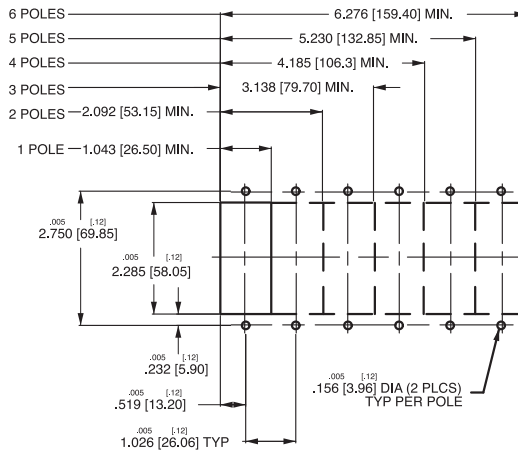 6 POLES 6.276 [159.40] MIN.
5 POLES 5.230 [132.85] MIN.
4 POLES 4.185 [106.3] MIN.
3 POLES 3.138 [79.70] MIN.
2 POLES 2.092 [53.15] MIN.
1 POLE 1.043 [26.50] MIN.
.005 [.12]
2.750 [69.85]
.005 [.12]
2.285 [58.05]
.005 [.12]
.232 [5.90]
.005 [.12]
.156 [3.96] DIA (2 PLCS)
TYP PER POLE
.005 [.12]
.519 [13.20]
.005 [.12]
1.026 [26.06] TYP